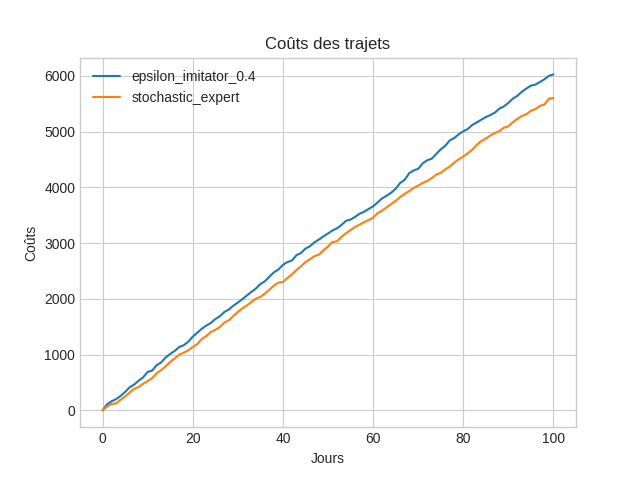 Coûts des trajets
epsilon_imitator_0.4
stochastic_expert
Coûts
6000
5000
4000
3000
2000
1000
0
0 20 40 60 80 100
Jours